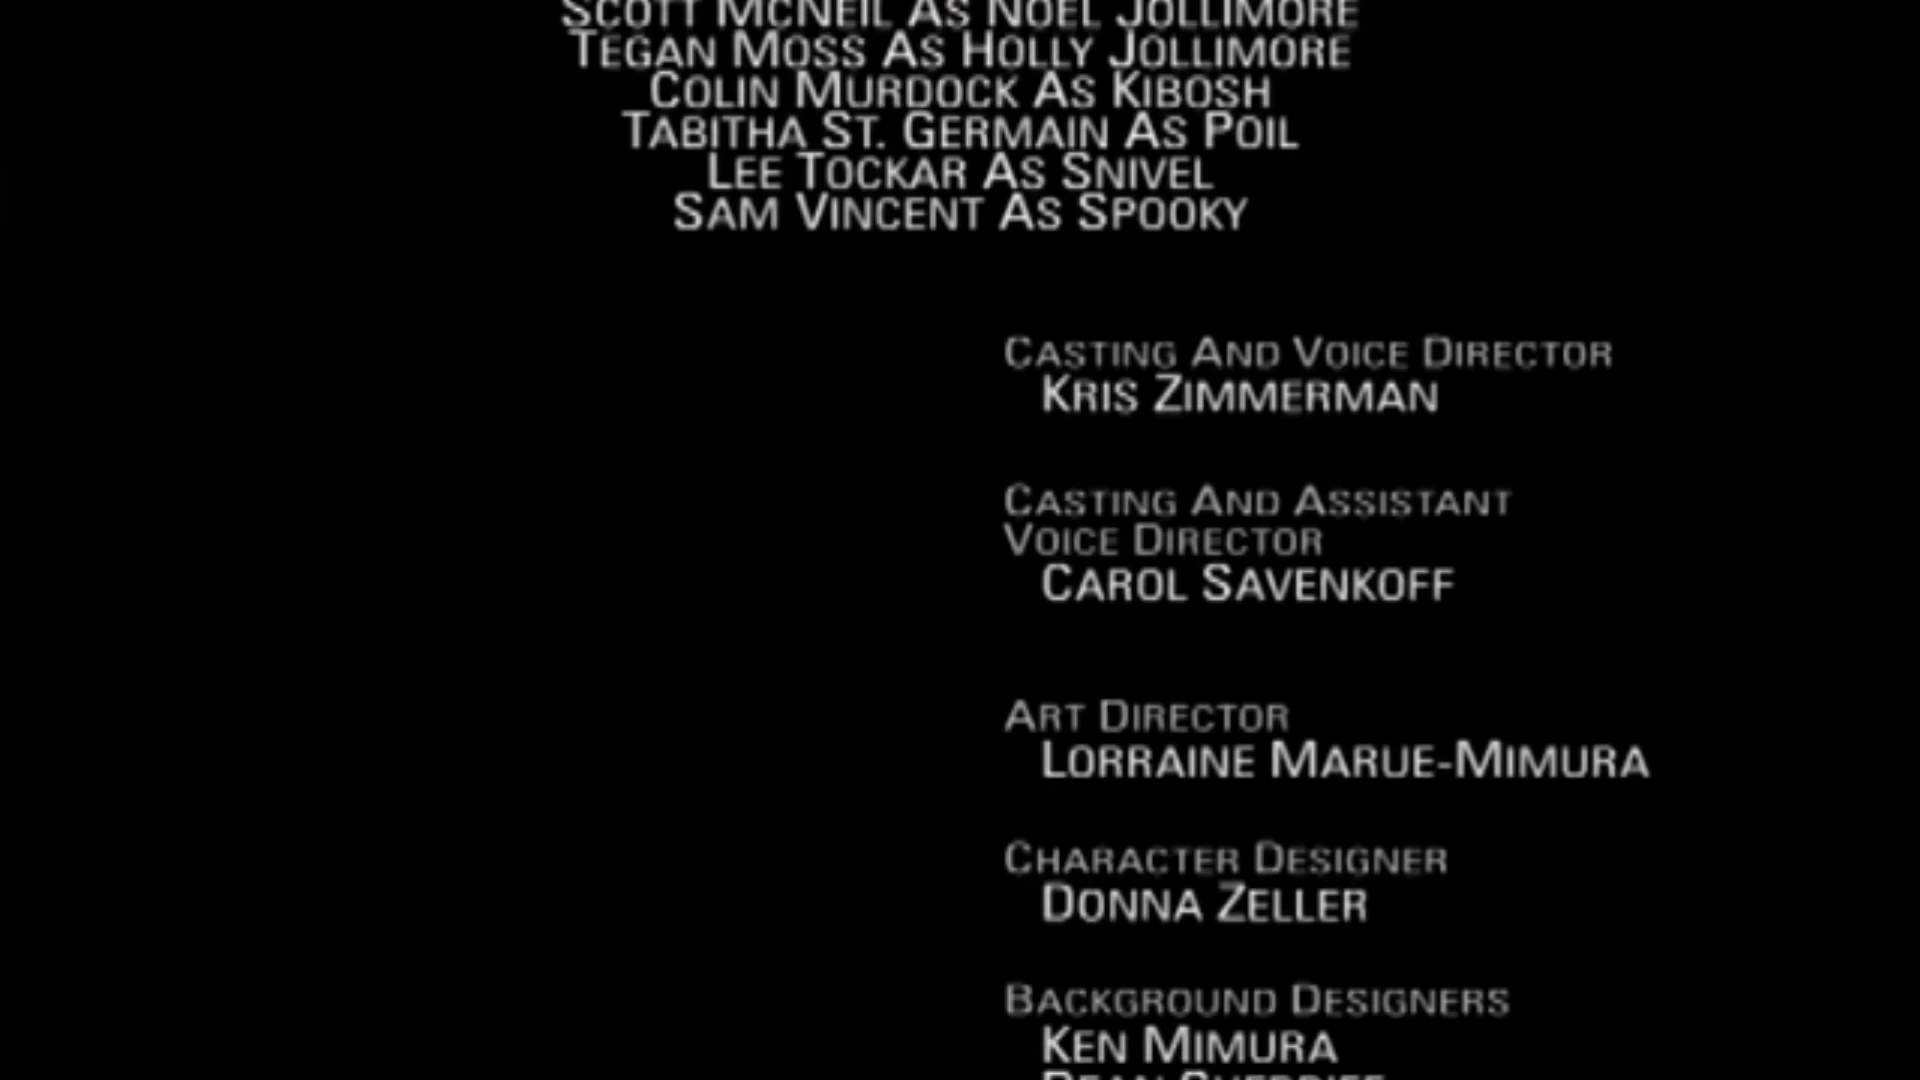 SCOTT MCNEIL AS NOEL JOLLIMORE
TEGAN MOSS AS HOLLY JOLLIMORE
COLIN MURDOCK AS KIBOSH
TABITHA ST. GERMAIN AS POIL
LEE TOCKAR AS SNIVEL
SAM VINCENT AS SPOOKY
CASTING AND VOICE DIRECTOR
KRIS ZIMMERMAN
CASTING AND ASSISTANT
VOICE DIRECTOR
CAROL SAVENKOFF
ART DIRECTOR
LORRAINE MARUE-MIMURA
CHARACTER DESIGNER
DONNA ZELLER
BACKGROUND DESIGNERS
KEN MIMURA